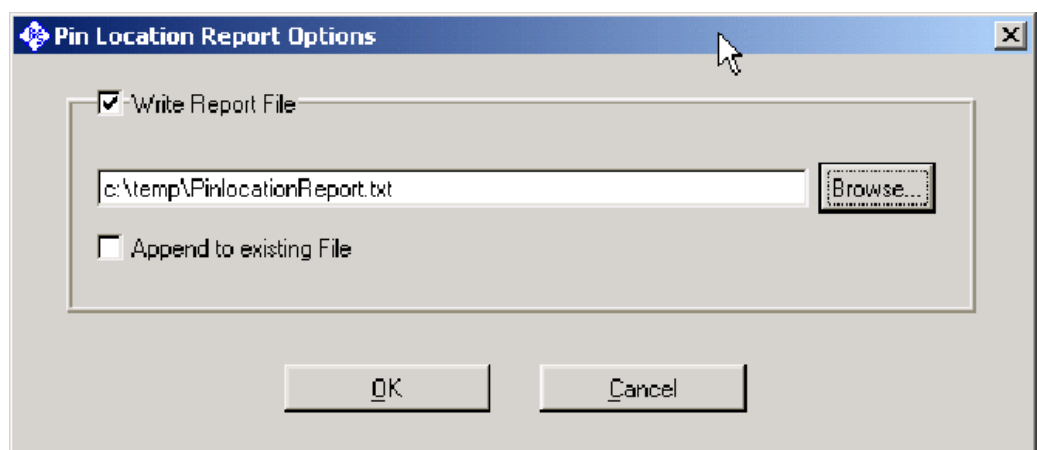 Pin Location Report Options
Write Report File
c:\temp\PinlocationReport.txt
Browse...
Append to existing File
OK
Cancel